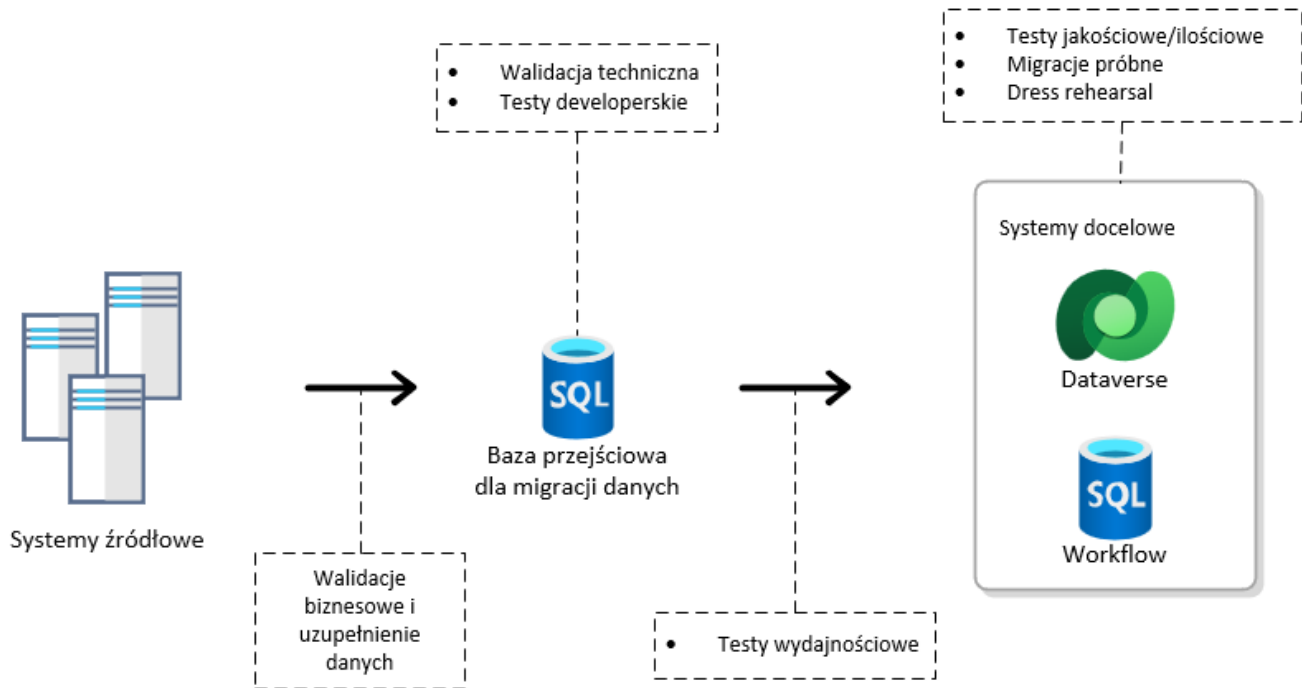 • Walidacja techniczna
• Testy developerskie
• Testy jakościowe/ilościowe
• Migracje próbne
• Dress rehearsal
Systemy źródłowe
Walidacje
biznesowe i
uzupełnienie
danych
SQL
Baza przejściowa
dla migracji danych
• Testy wydajnościowe
Systemy docelowe
Dataverse
SQL
Workflow